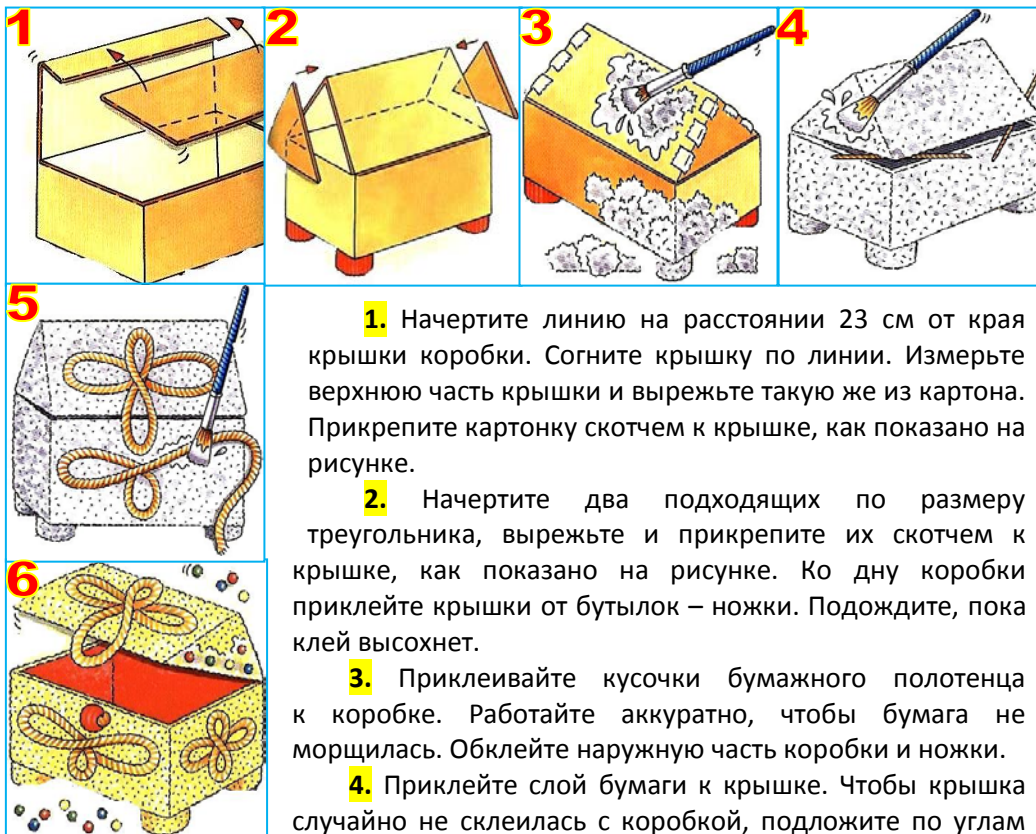 1
2
3
4
5
6
1. Начертите линию на расстоянии 23 см от края
крышки коробки. Согните крышку по линии. Измерьте
верхнюю часть крышки и вырежьте такую же из картона.
Прикрепите картонку скотчем к крышке, как показано на
рисунке.
2. Начертите два подходящих по размеру
треугольника, вырежьте и прикрепите их скотчем к
крышке, как показано на рисунке. Ко дну коробки
приклейте крышки от бутылок – ножки. Подождите, пока
клей высохнет.
3. Приклеивайте кусочки бумажного полотенца
к коробке. Работайте аккуратно, чтобы бумага не
морщилась. Обклейте наружную часть коробки и ножки.
4. Приклейте слой бумаги к крышке. Чтобы крышка
случайно не склеилась с коробкой, подложите по углам